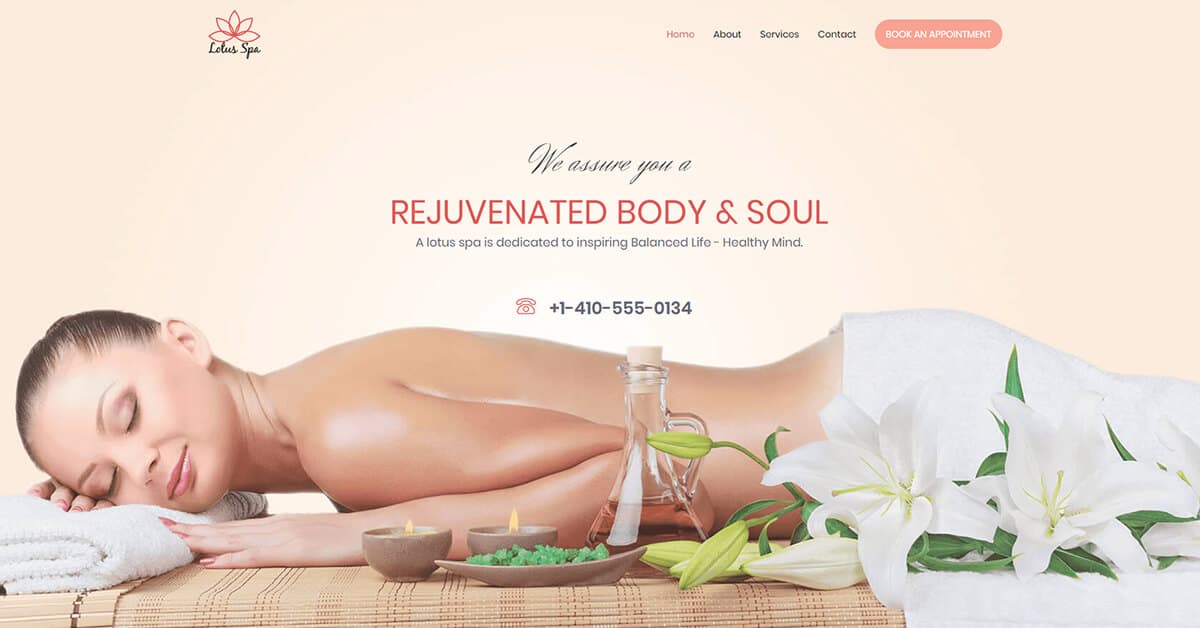 Lotus Spa
Home About Services Contact BOOK AN APPOINTMENT
We assure you a
REJUVENATED BODY & SOUL
A lotus spa is dedicated to inspiring Balanced Life - Healthy Mind.
+1-410-555-0134